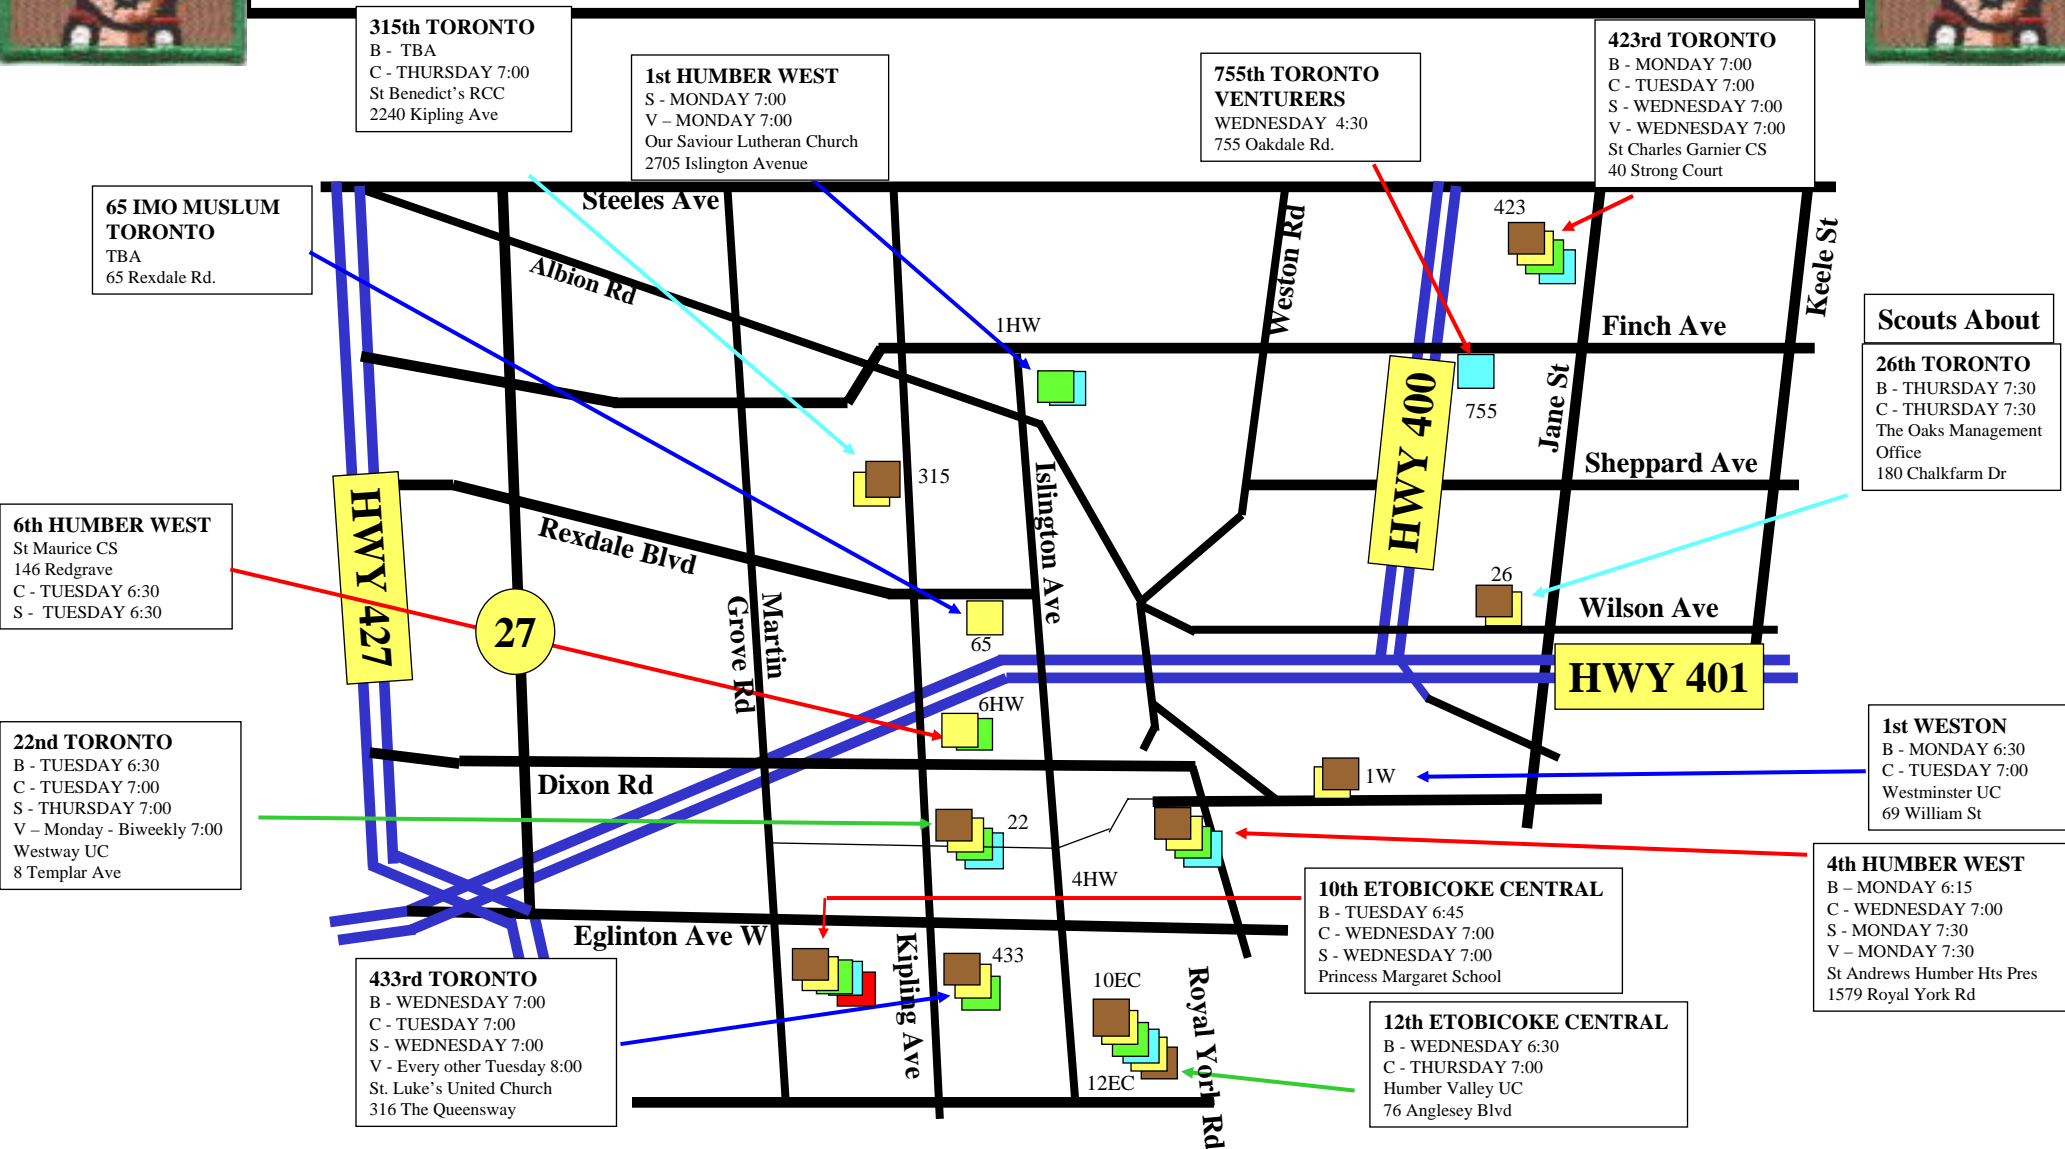 315th TORONTO
B - TBA
C - THURSDAY 7:00
St Benedict's RCC
2240 Kipling Ave
1st HUMBER WEST
S - MONDAY 7:00
V – MONDAY 7:00
Our Saviour Lutheran Church
2705 Islington Avenue
755th TORONTO
VENTURERS
WEDNESDAY 4:30
755 Oakdale Rd.
423rd TORONTO
B - MONDAY 7:00
C - TUESDAY 7:00
S - WEDNESDAY 7:00
V - WEDNESDAY 7:00
St Charles Garnier CS
40 Strong Court
65 IMO MUSLUM
TORONTO
TBA
65 Rexdale Rd.
Steeles Ave
Albion Rd
Weston Rd
423
Keele St
1HW
Finch Ave
Scouts About
26th TORONTO
B - THURSDAY 7:30
C - THURSDAY 7:30
The Oaks Management
Office
180 Chalkfarm Dr
HWY 400
755
Jane St
315
Islington Ave
Sheppard Ave
6th HUMBER WEST
St Maurice CS
146 Redgrave
C - TUESDAY 6:30
S - TUESDAY 6:30
HWY 427
Rexdale Blvd
27
Martin
Grove Rd
65
26
Wilson Ave
HWY 401
6HW
22nd TORONTO
B - TUESDAY 6:30
C - TUESDAY 7:00
S - THURSDAY 7:00
V – Monday - Biweekly 7:00
Westway UC
8 Templar Ave
Dixon Rd
1W
1st WESTON
B - MONDAY 6:30
C - TUESDAY 7:00
Westminster UC
69 William St
22
4HW
4th HUMBER WEST
B – MONDAY 6:15
C - WEDNESDAY 7:00
S - MONDAY 7:30
V – MONDAY 7:30
St Andrews Humber Hts Pres
1579 Royal York Rd
10th ETOBICOKE CENTRAL
B - TUESDAY 6:45
C - WEDNESDAY 7:00
S - WEDNESDAY 7:00
Princess Margaret School
Eglinton Ave W
Kipling Ave
433
10EC
Royal York Rd
433rd TORONTO
B - WEDNESDAY 7:00
C - TUESDAY 7:00
S - WEDNESDAY 7:00
V - Every other Tuesday 8:00
St. Luke's United Church
316 The Queensway
12EC
12th ETOBICOKE CENTRAL
B - WEDNESDAY 6:30
C - THURSDAY 7:00
Humber Valley UC
76 Anglesey Blvd